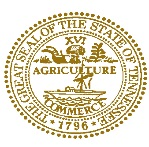 THE GREAT SEAL OF THE STATE OF TENNESSEE
XVI
AGRICULTURE
COMMERCE
1796